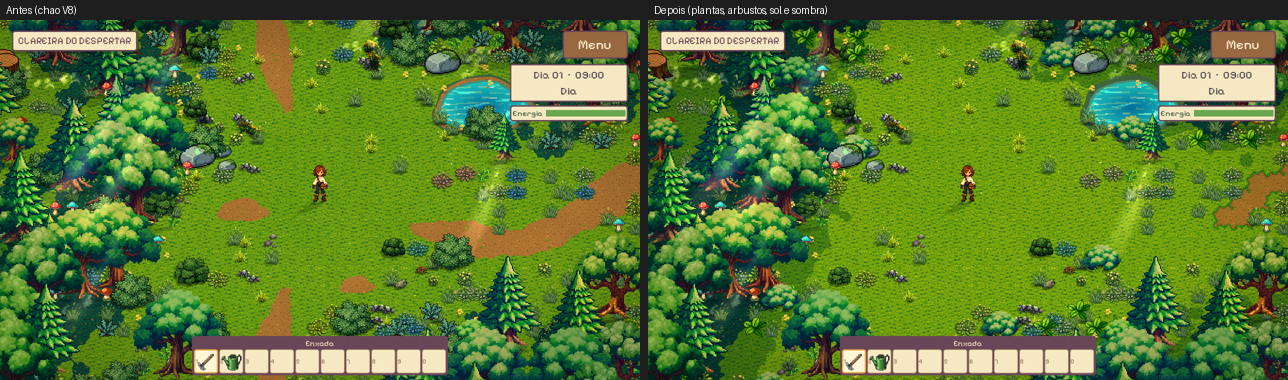 Antes (chao V8)
CLAREIRA DO DESPERTAR
Menu
Dia 01 · 09:00
Dia
Energia
Enxada
Depois (plantas, arbustos, sol e sombra)
CLAREIRA DO DESPERTAR
Menu
Dia 01 · 09:00
Dia
Energia
Enxada